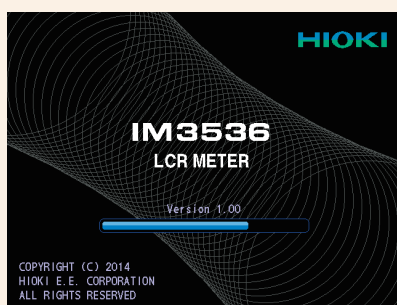 HIOKI
IM3536
LCR METER
Version 1.00
COPYRIGHT (C) 2014
HIOKI E.E. CORPORATION
ALL RIGHTS RESERVED